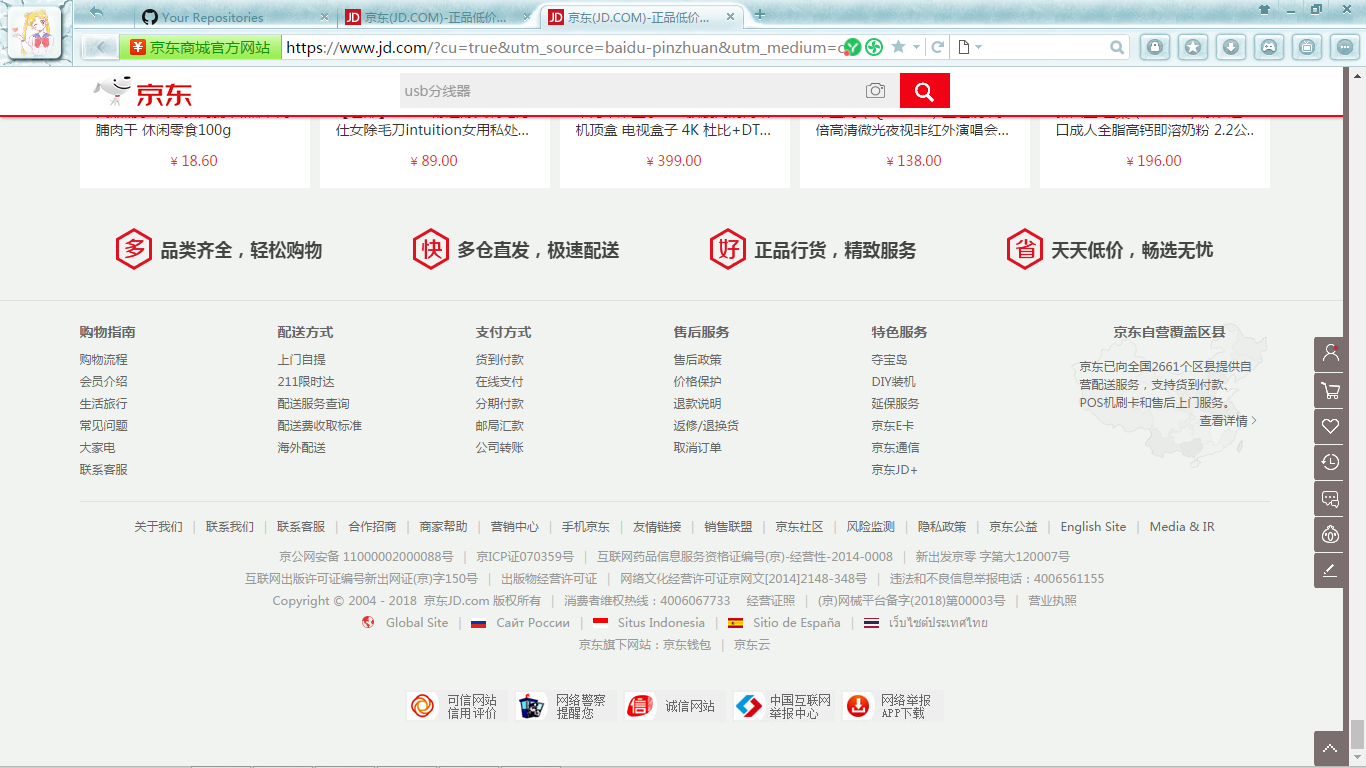 Your Repositories
京东(JD.COM)-正品低价...
京东(JD.COM)-正品低价...
京东商城官方网站
https://www.jd.com/?cu=true&utm_source=baidu-pinzhuan&utm_medium=c
京东
usb分线器
脯肉干 休闲零食100g
仕女除毛刀intuition女用私处...
机顶盒 电视盒子 4K 杜比+DT...
倍高清微光夜视非红外演唱会...
口成人全脂高钙即溶奶粉 2.2公..
¥ 18.60
¥ 89.00
¥ 399.00
¥ 138.00
¥ 196.00
多 品类齐全，轻松购物
快 多仓直发，极速配送
好 正品行货，精致服务
省 天天低价，畅选无忧
购物指南
购物流程
会员介绍
生活旅行
常见问题
大家电
联系客服
配送方式
上门自提
211限时达
配送服务查询
配送费收取标准
海外配送
支付方式
货到付款
在线支付
分期付款
邮局汇款
公司转账
售后服务
售后政策
价格保护
退款说明
返修/退换货
取消订单
特色服务
夺宝岛
DIY装机
延保服务
京东E卡
京东通信
京东JD+
京东自营覆盖区县
京东已向全国2661个区县提供自
营配送服务，支持货到付款、
POS机刷卡和售后上门服务。
查看详情 >
关于我们 | 联系我们 | 联系客服 | 合作招商 | 商家帮助 | 营销中心 | 手机京东 | 友情链接 | 销售联盟 | 京东社区 | 风险监测 | 隐私政策 | 京东公益 | English Site | Media & IR
京公网安备 11000002000088号 | 京ICP证070359号 | 互联网药品信息服务资格证编号(京)-经营性-2014-0008 | 新出发京零 字第大120007号
互联网出版许可证编号新出网证(京)字150号 | 出版物经营许可证 | 网络文化经营许可证京网文[2014]2148-348号 | 违法和不良信息举报电话：4006561155
Copyright © 2004 - 2018 京东JD.com 版权所有 | 消费者维权热线：4006067733 经营证照 | (京)网械平台备字(2018)第00003号 | 营业执照
Global Site | Сайт России | Situs Indonesia | Sitio de España | เว็บไซต์ประเทศไทย
京东旗下网站：京东钱包 | 京东云
可信网站
信用评价
网络警察
提醒您
诚信网站
中国互联网
举报中心
网络举报
APP下载